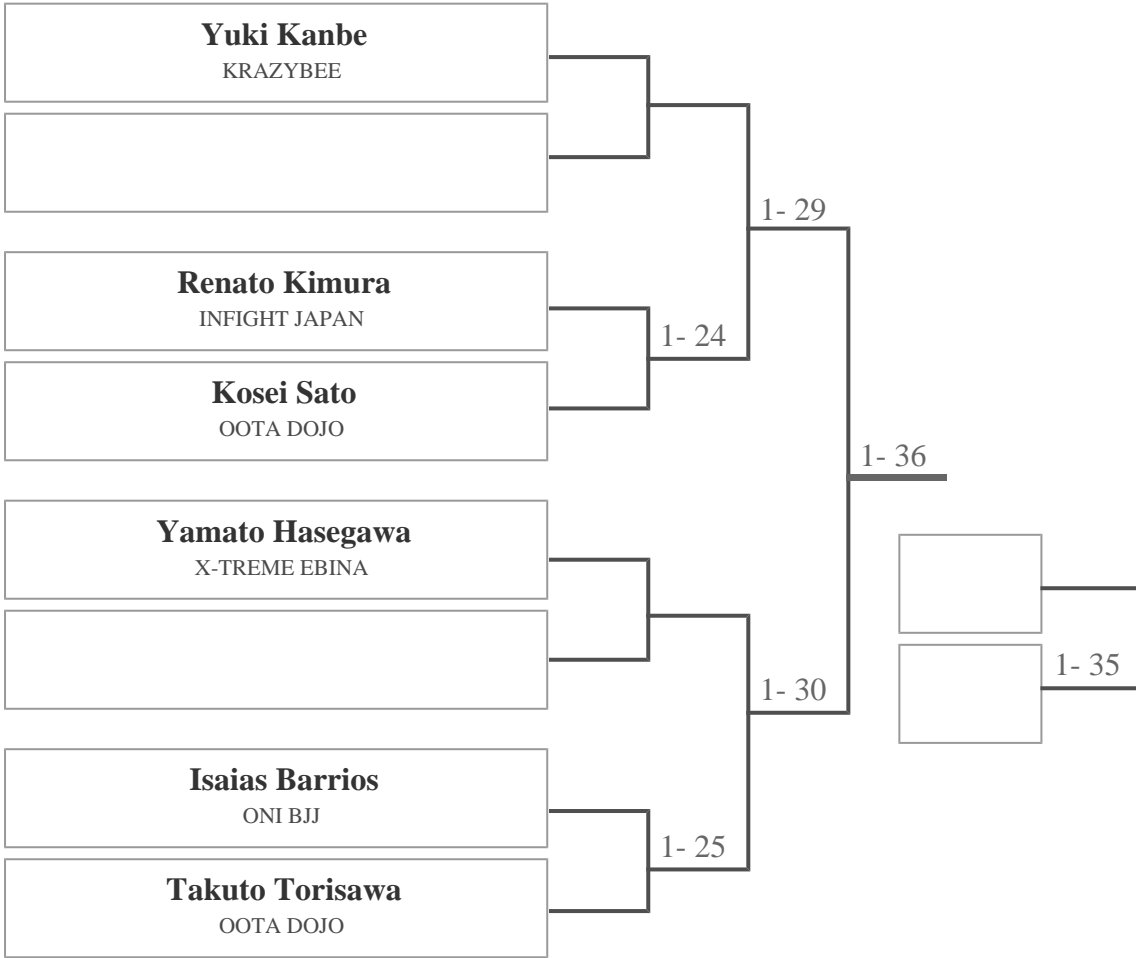 Yuki Kanbe
KRAZYBEE
1- 29
Renato Kimura
INFIGHT JAPAN
1- 24
Kosei Sato
OOTA DOJO
1- 36
Yamato Hasegawa
X-TREME EBINA
1- 35
1- 30
Isaias Barrios
ONI BJJ
1- 25
Takuto Torisawa
OOTA DOJO